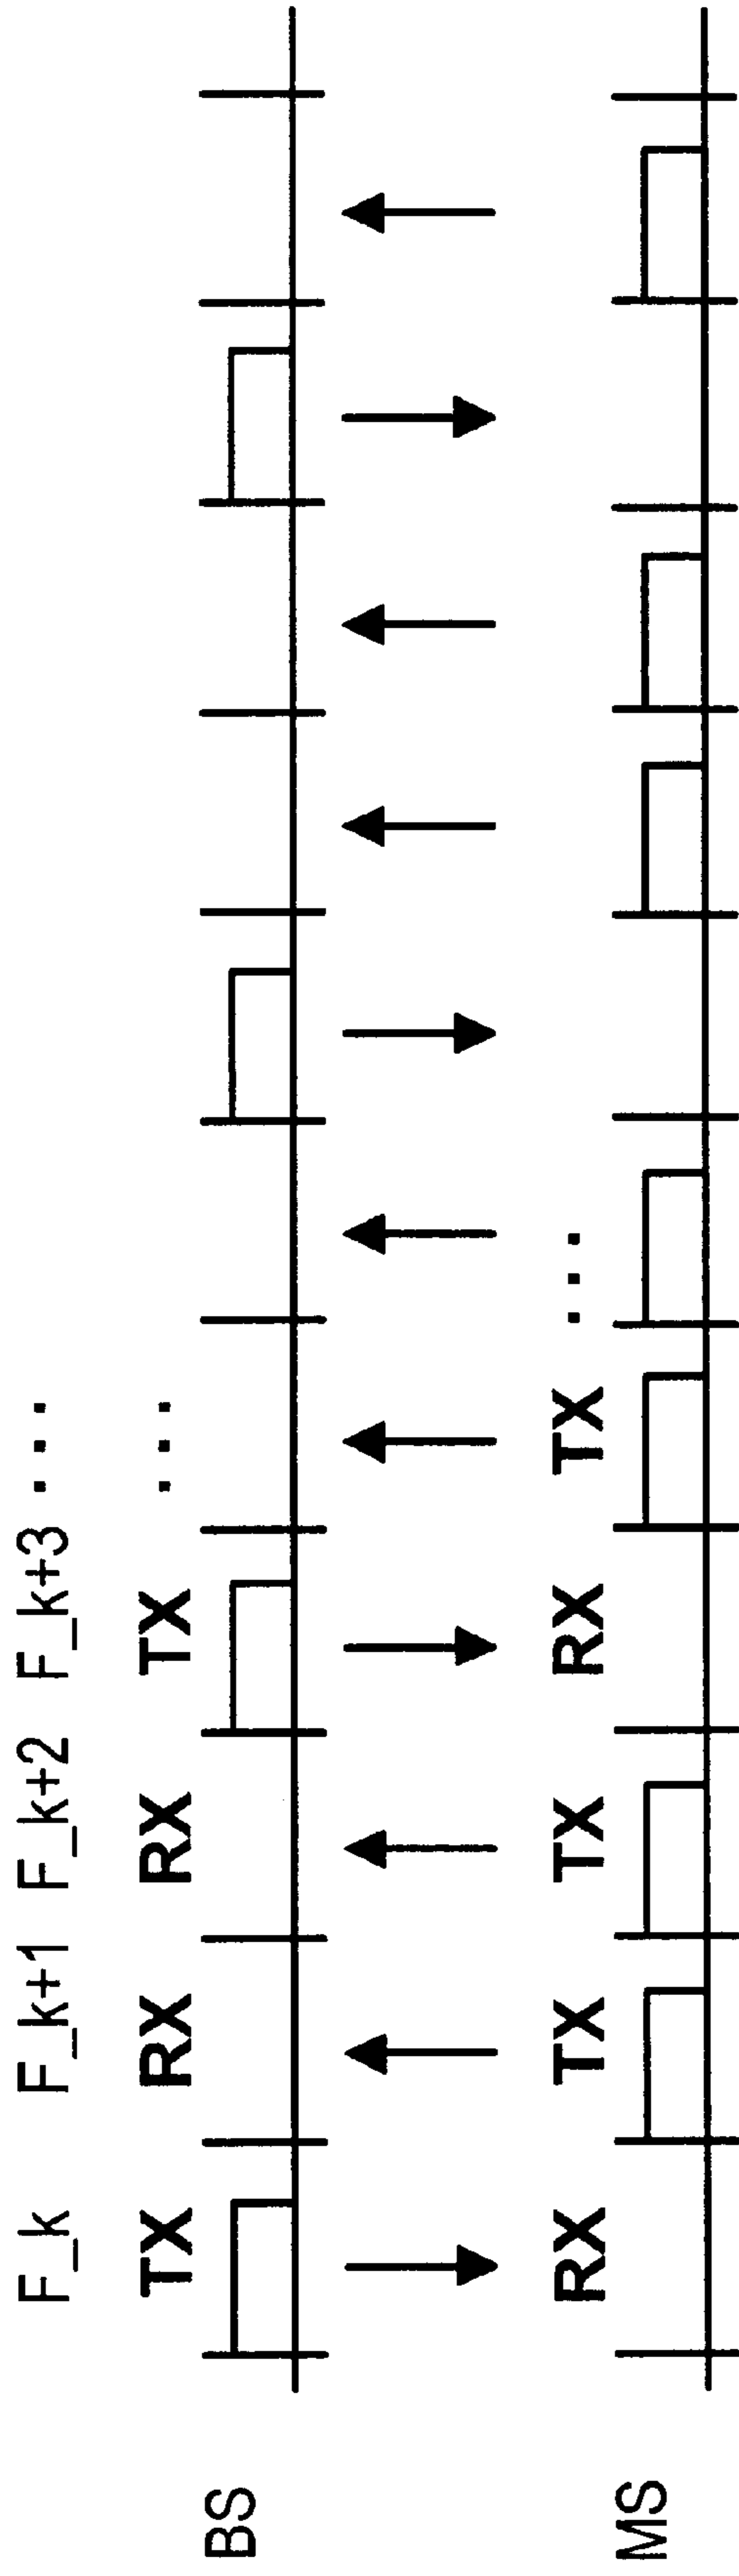 F_k F_k+1 F_k+2 F_k+3 ...
TX RX RX TX ...
BS
RX TX TX RX TX ...
MS